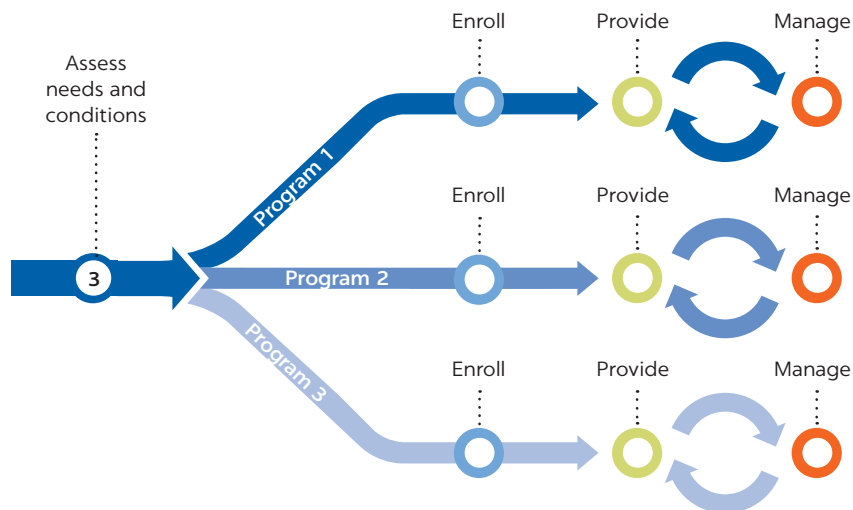 Enroll
Provide
Manage
Assess
needs and
conditions
Program 1
Enroll
Provide
Manage
3
Program 2
Program 3
Enroll
Provide
Manage